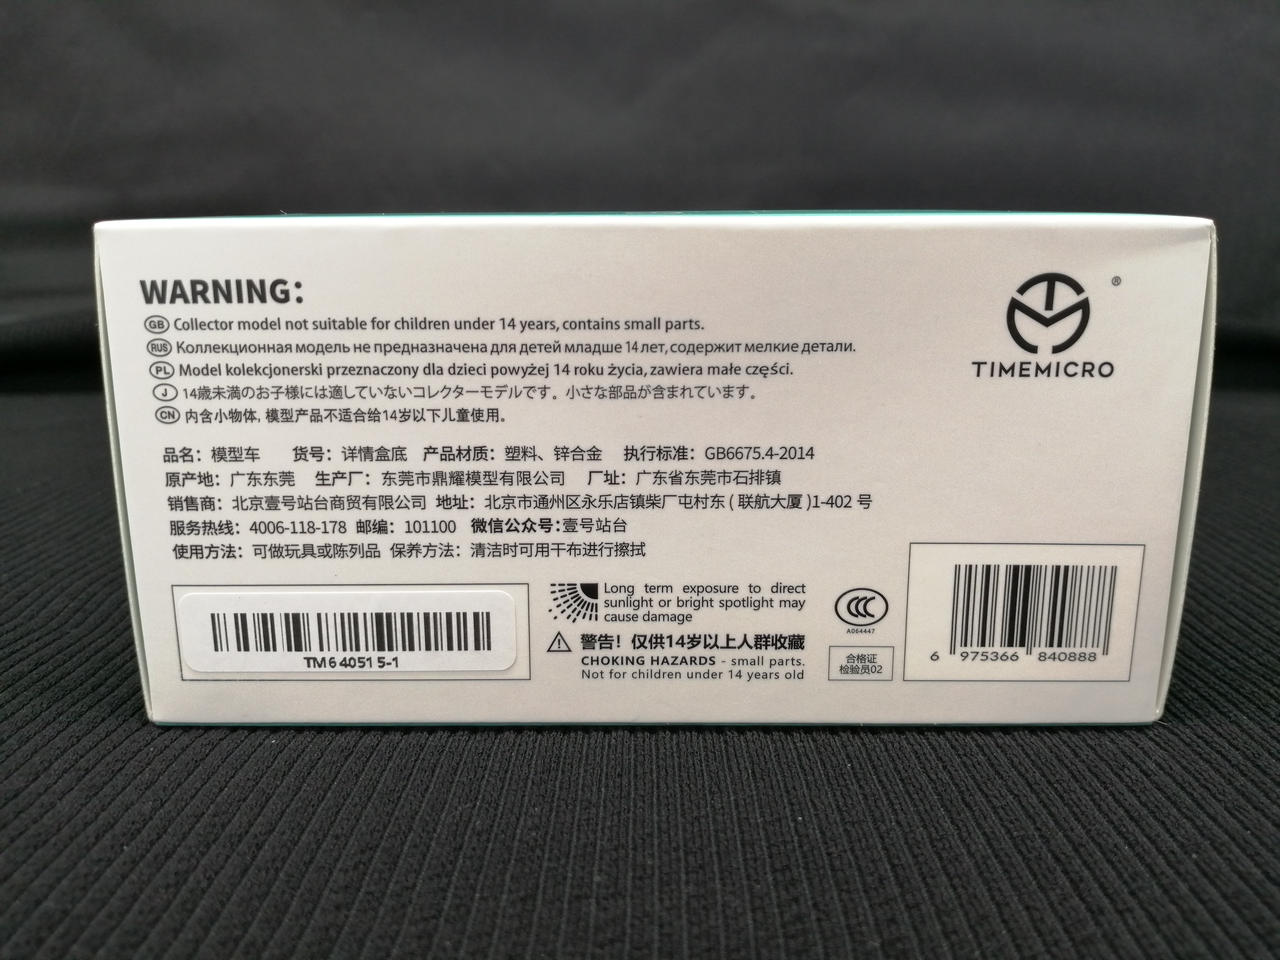 WARNING:
GB Collector model not suitable for children under 14 years, contains small parts.
RUS Коллекционная модель не предназначена для детей младше 14 лет, содержит мелкие детали.
PL Model kolekcjonerski przeznaczony dla dzieci powyżej 14 roku życia, zawiera małe części.
J 14歳未満のお子様には適していないコレクターモデルです。小さな部品が含まれています。
CN 内含小物体, 模型产品不适合给14岁以下儿童使用。
® 
TIMEMICRO
品名：模型车 货号：详情盒底 产品材质：塑料、锌合金 执行标准：GB6675.4-2014
原产地：广东东莞 生产厂：东莞市鼎耀模型有限公司 厂址：广东省东莞市石排镇
销售商：北京壹号站台商贸有限公司 地址：北京市通州区永乐店镇柴厂屯村东 ( 联航大厦 )1-402 号
服务热线：4006-118-178 邮编：101100 微信公众号：壹号站台
使用方法：可做玩具或陈列品 保养方法：清洁时可用干布进行擦拭
TM640515-1
Long term exposure to direct
sunlight or bright spotlight may
cause damage
警告！仅供14岁以上人群收藏
CHOKING HAZARDS - small parts.
Not for children under 14 years old
CCC
A064447
合格证
检验员02
6 975366 840888